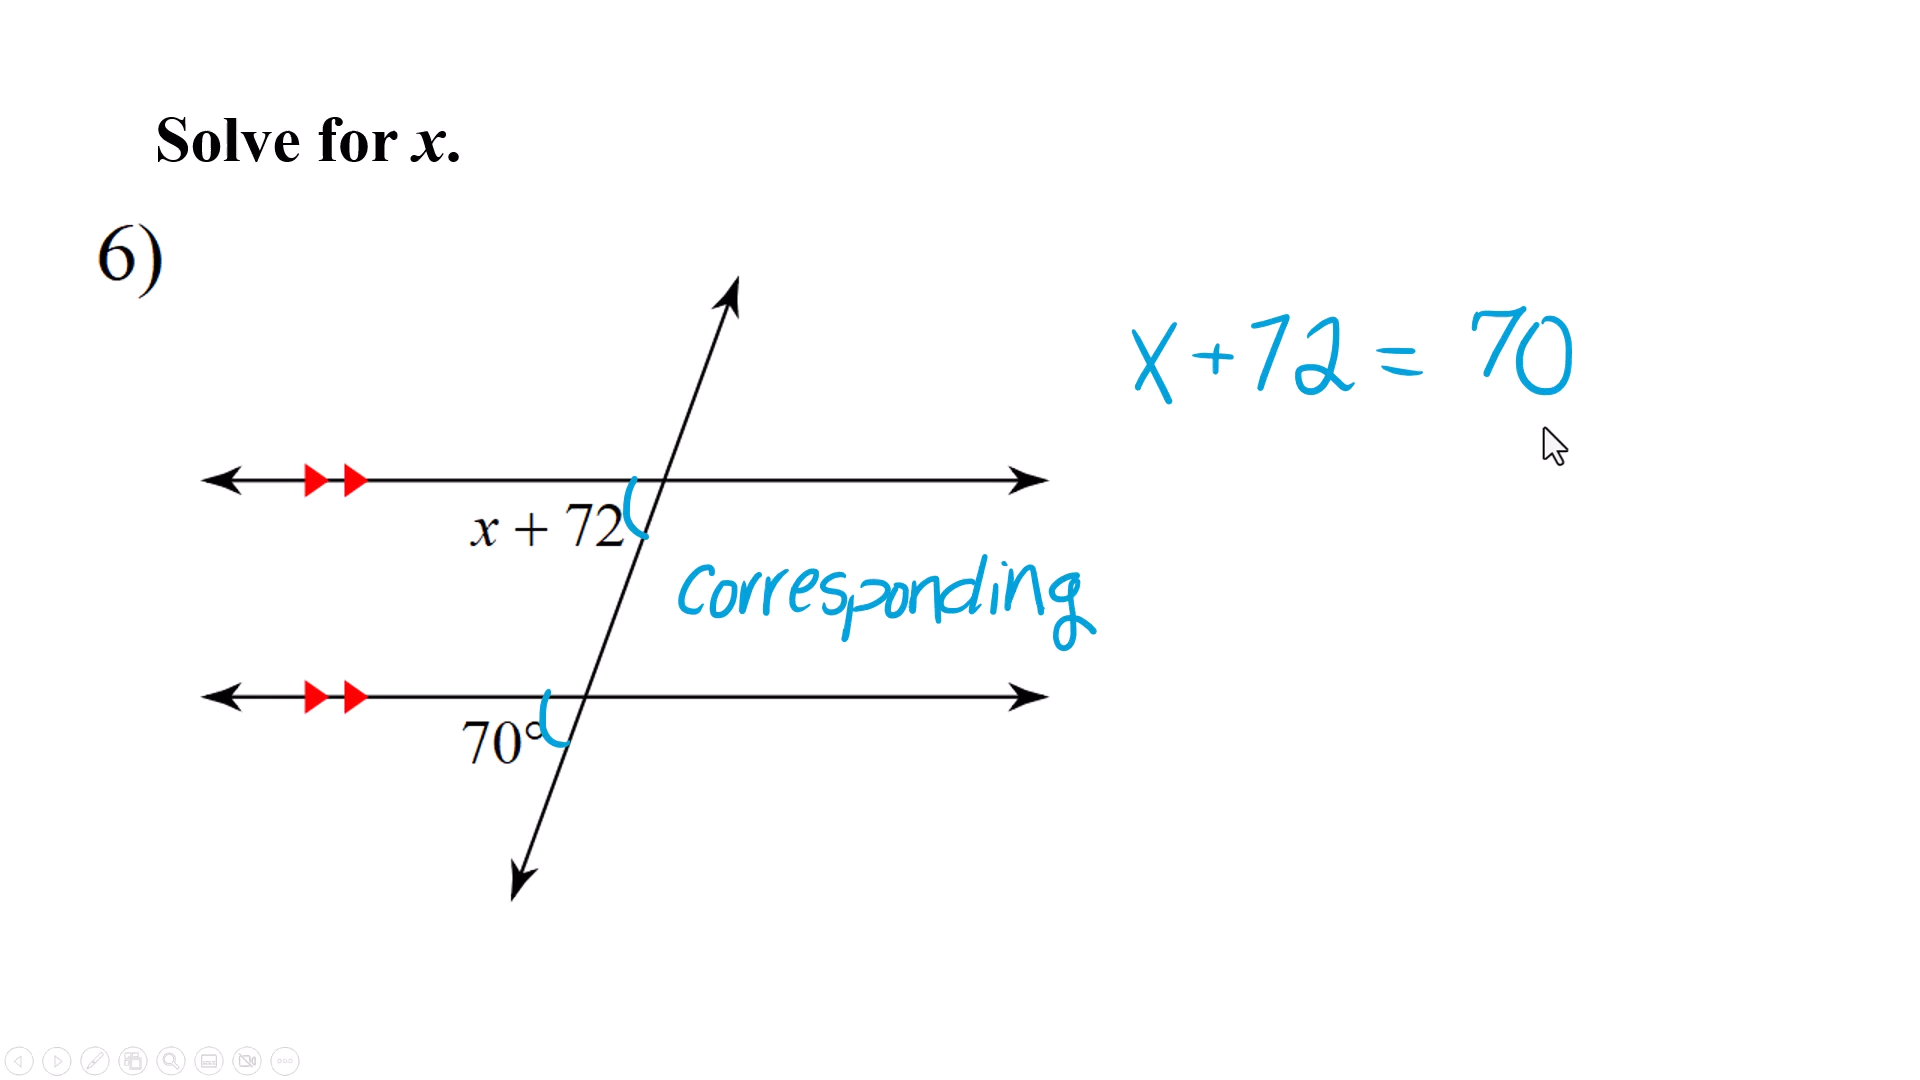 Solve for x.
6)
x + 72 = 70
x + 72
corresponding
70°